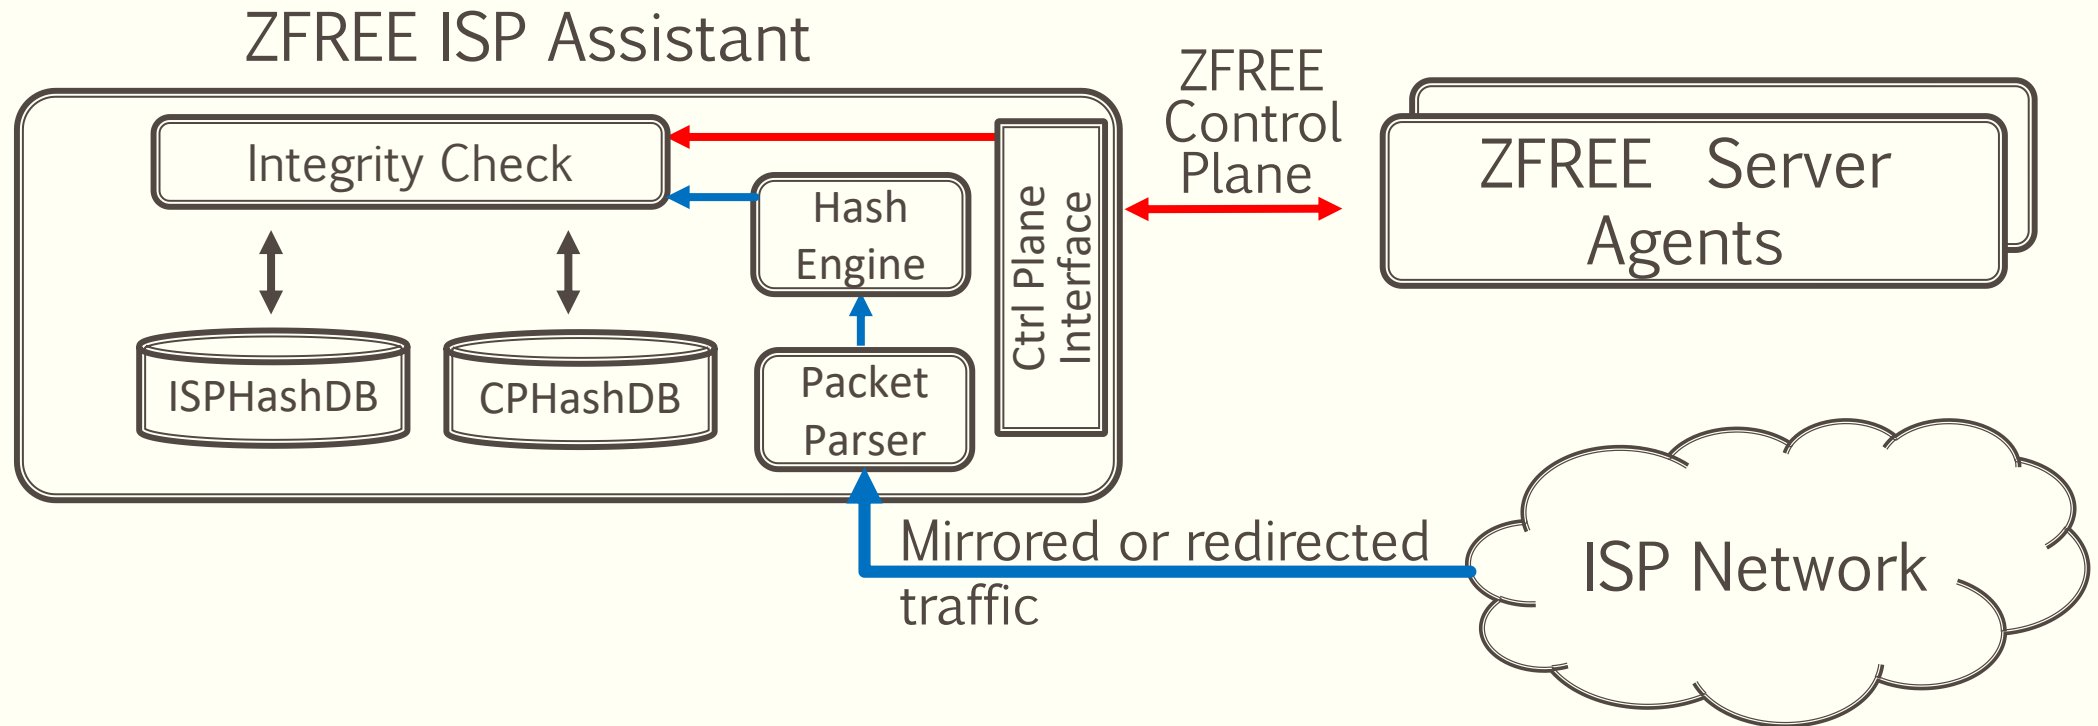 ZFREE ISP Assistant
ZFREE
Control
Plane
ZFREE Server
Agents
Integrity Check
Hash
Engine
Ctrl Plane
Interface
ISPHashDB
CPHashDB
Packet
Parser
Mirrored or redirected
traffic
ISP Network